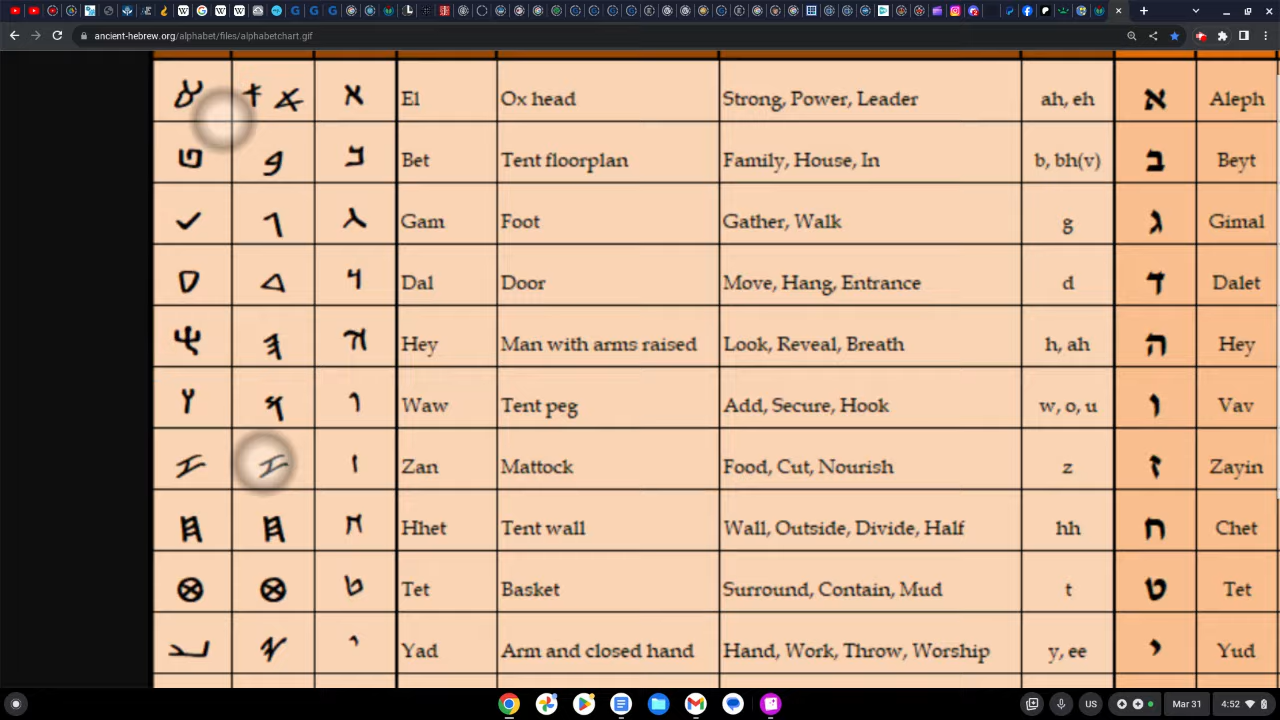 ancient-hebrew.org/alphabet/files/alphabetchart.gif
El Ox head Strong, Power, Leader ah, eh א Aleph
Bet Tent floorplan Family, House, In b, bh(v) ב Beyt
Gam Foot Gather, Walk g ג Gimal
Dal Door Move, Hang, Entrance d ד Dalet
Hey Man with arms raised Look, Reveal, Breath h, ah ה Hey
Waw Tent peg Add, Secure, Hook w, o, u ו Vav
Zan Mattock Food, Cut, Nourish z ז Zayin
Hhet Tent wall Wall, Outside, Divide, Half hh ח Chet
Tet Basket Surround, Contain, Mud t ט Tet
Yad Arm and closed hand Hand, Work, Throw, Worship y, ee י Yud
US Mar 31 4:52